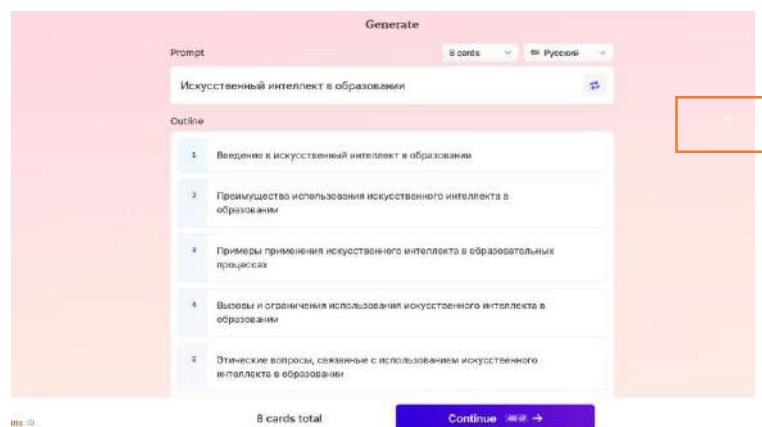 Generate
Prompt
8 cards
Русский
Искусственный интеллект в образовании
Outline
1
Введение в искусственный интеллект в образовании
2
Преимущества использования искусственного интеллекта в
образовании
3
Примеры применения искусственного интеллекта в образовательных
процессах
4
Вызовы и ограничения использования искусственного интеллекта в
образовании
5
Этические вопросы, связанные с использованием искусственного
интеллекта в образовании
8 cards total
Continue